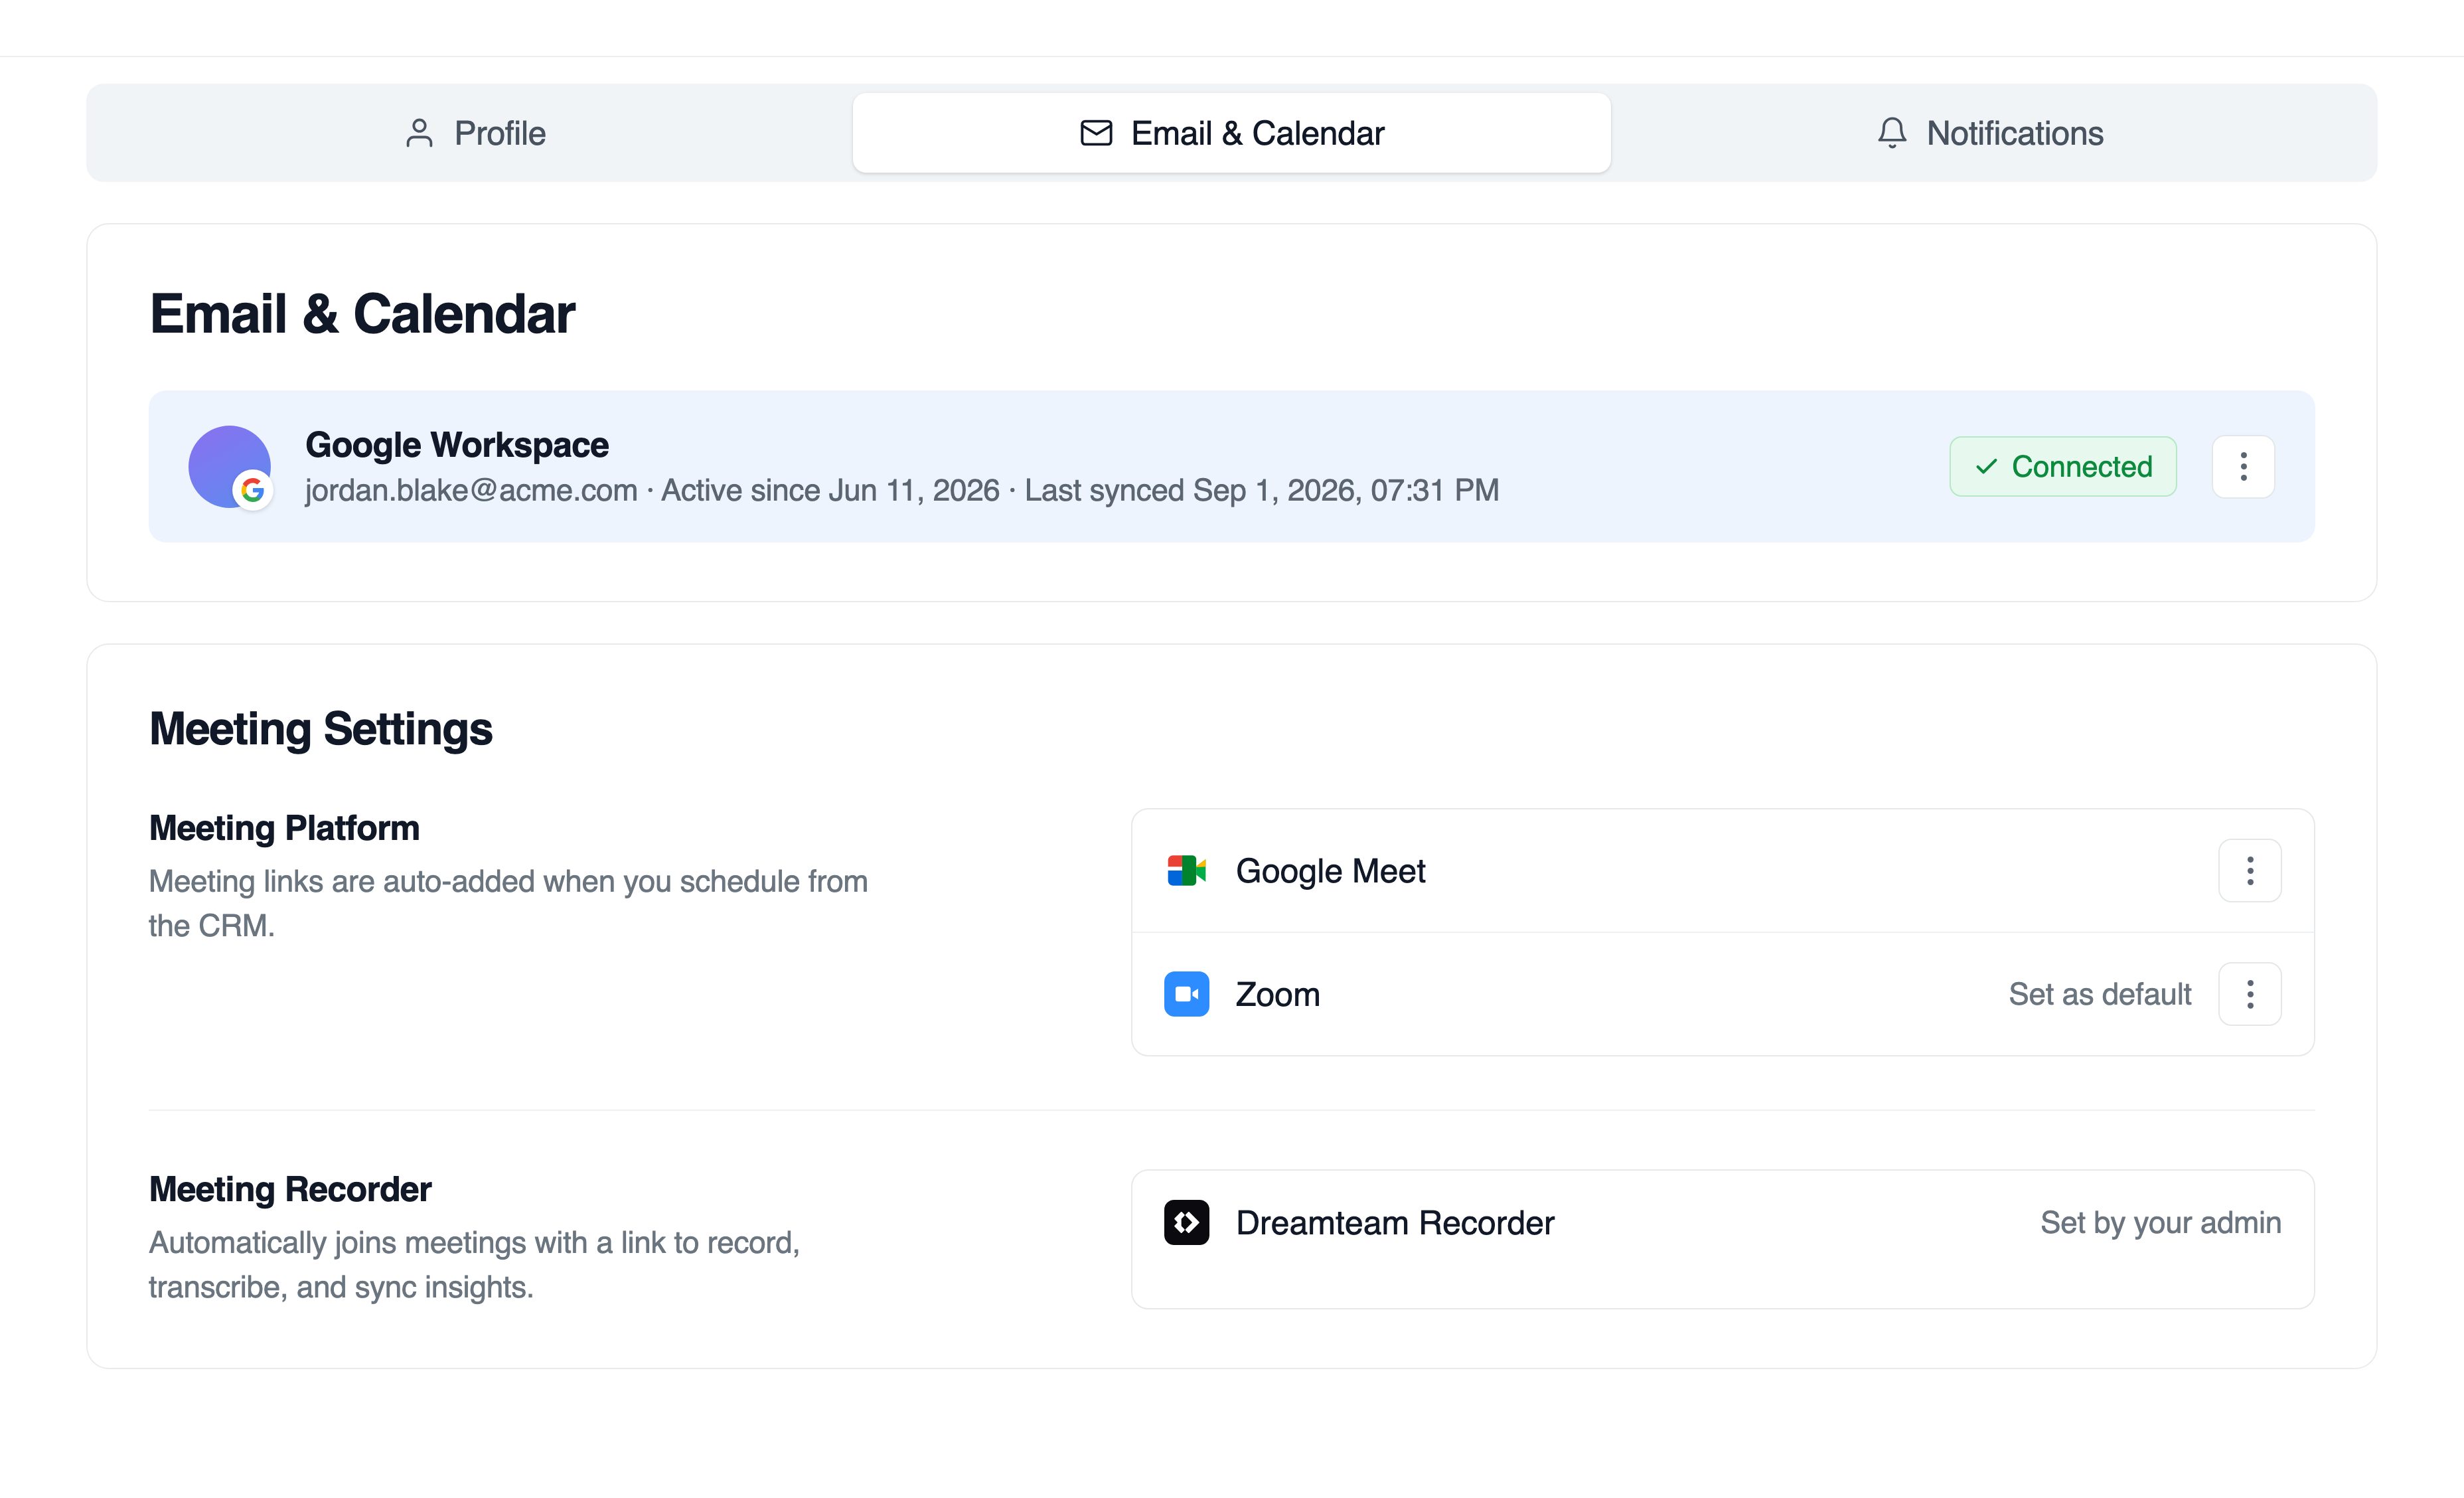 Profile
Email & Calendar
Notifications
Email & Calendar
Google Workspace
jordan.blake@acme.com · Active since Jun 11, 2026 · Last synced Sep 1, 2026, 07:31 PM
Connected
Meeting Settings
Meeting Platform
Meeting links are auto-added when you schedule from
the CRM.
Google Meet
Zoom
Set as default
Meeting Recorder
Automatically joins meetings with a link to record,
transcribe, and sync insights.
Dreamteam Recorder
Set by your admin